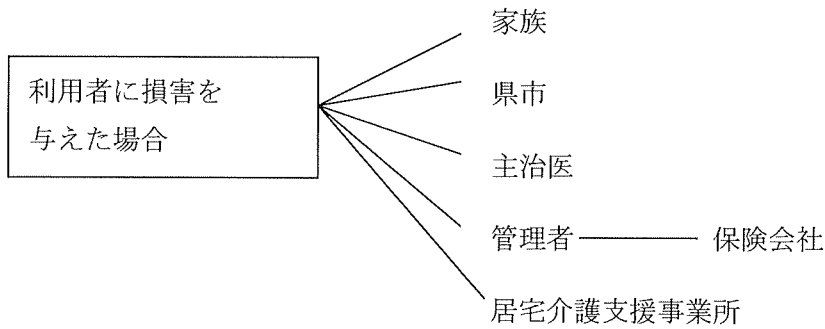 家族
利用者に損害を
与えた場合
県市
主治医
管理者 保険会社
居宅介護支援事業所